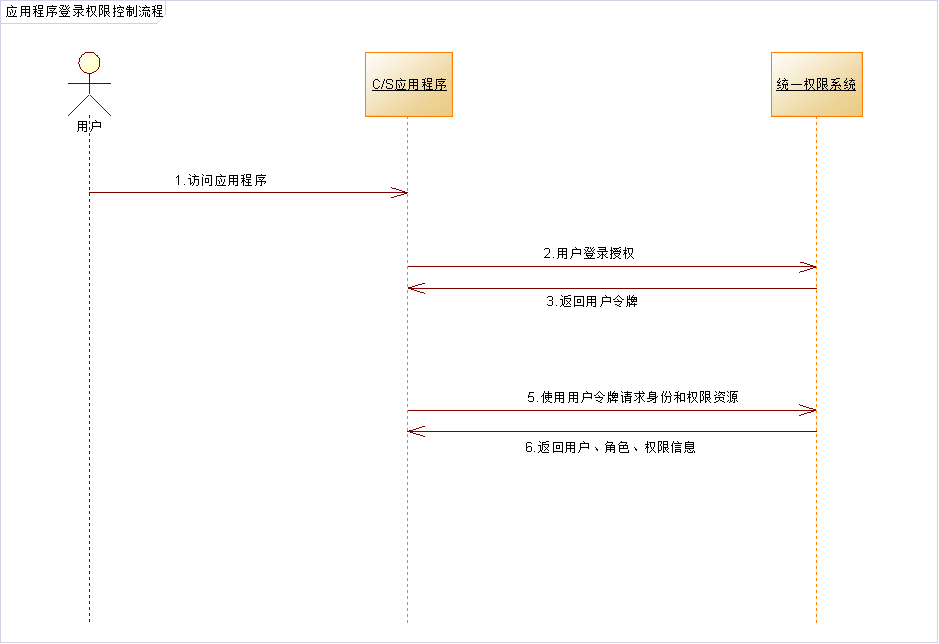 应用程序登录权限控制流程
用户
C/S应用程序
统一权限系统
1.访问应用程序
2.用户登录授权
3.返回用户令牌
5.使用用户令牌请求身份和权限资源
6.返回用户、角色、权限信息